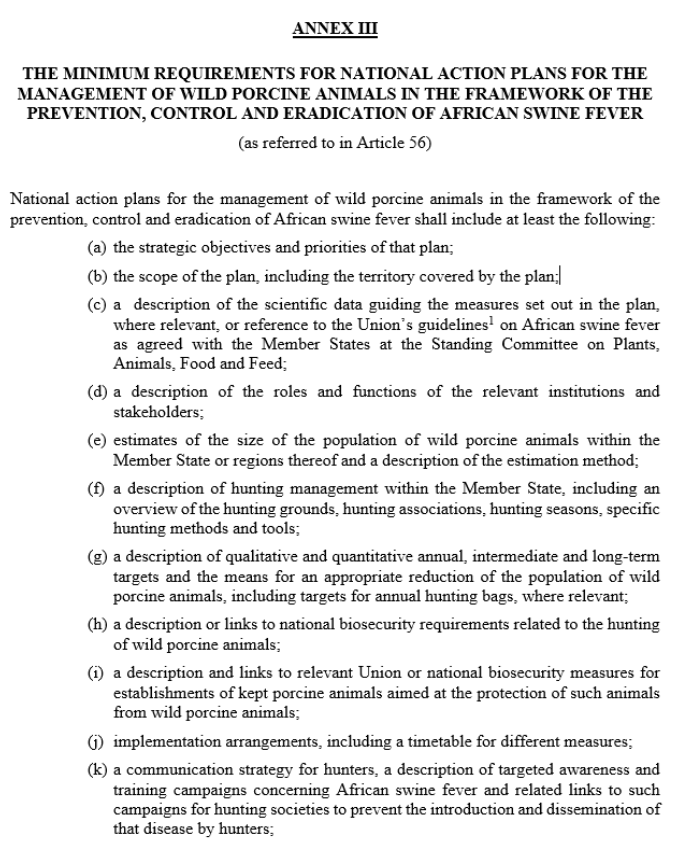 ANNEX III
THE MINIMUM REQUIREMENTS FOR NATIONAL ACTION PLANS FOR THE
MANAGEMENT OF WILD PORCINE ANIMALS IN THE FRAMEWORK OF THE
PREVENTION, CONTROL AND ERADICATION OF AFRICAN SWINE FEVER
(as referred to in Article 56)
National action plans for the management of wild porcine animals in the framework of the
prevention, control and eradication of African swine fever shall include at least the following:
(a) the strategic objectives and priorities of that plan;
(b) the scope of the plan, including the territory covered by the plan;
(c) a description of the scientific data guiding the measures set out in the plan,
where relevant, or reference to the Union's guidelines¹ on African swine fever
as agreed with the Member States at the Standing Committee on Plants,
Animals, Food and Feed;
(d) a description of the roles and functions of the relevant institutions and
stakeholders;
(e) estimates of the size of the population of wild porcine animals within the
Member State or regions thereof and a description of the estimation method;
(f) a description of hunting management within the Member State, including an
overview of the hunting grounds, hunting associations, hunting seasons, specific
hunting methods and tools;
(g) a description of qualitative and quantitative annual, intermediate and long-term
targets and the means for an appropriate reduction of the population of wild
porcine animals, including targets for annual hunting bags, where relevant;
(h) a description or links to national biosecurity requirements related to the hunting
of wild porcine animals;
(i) a description and links to relevant Union or national biosecurity measures for
establishments of kept porcine animals aimed at the protection of such animals
from wild porcine animals;
(j) implementation arrangements, including a timetable for different measures;
(k) a communication strategy for hunters, a description of targeted awareness and
training campaigns concerning African swine fever and related links to such
campaigns for hunting societies to prevent the introduction and dissemination of
that disease by hunters;